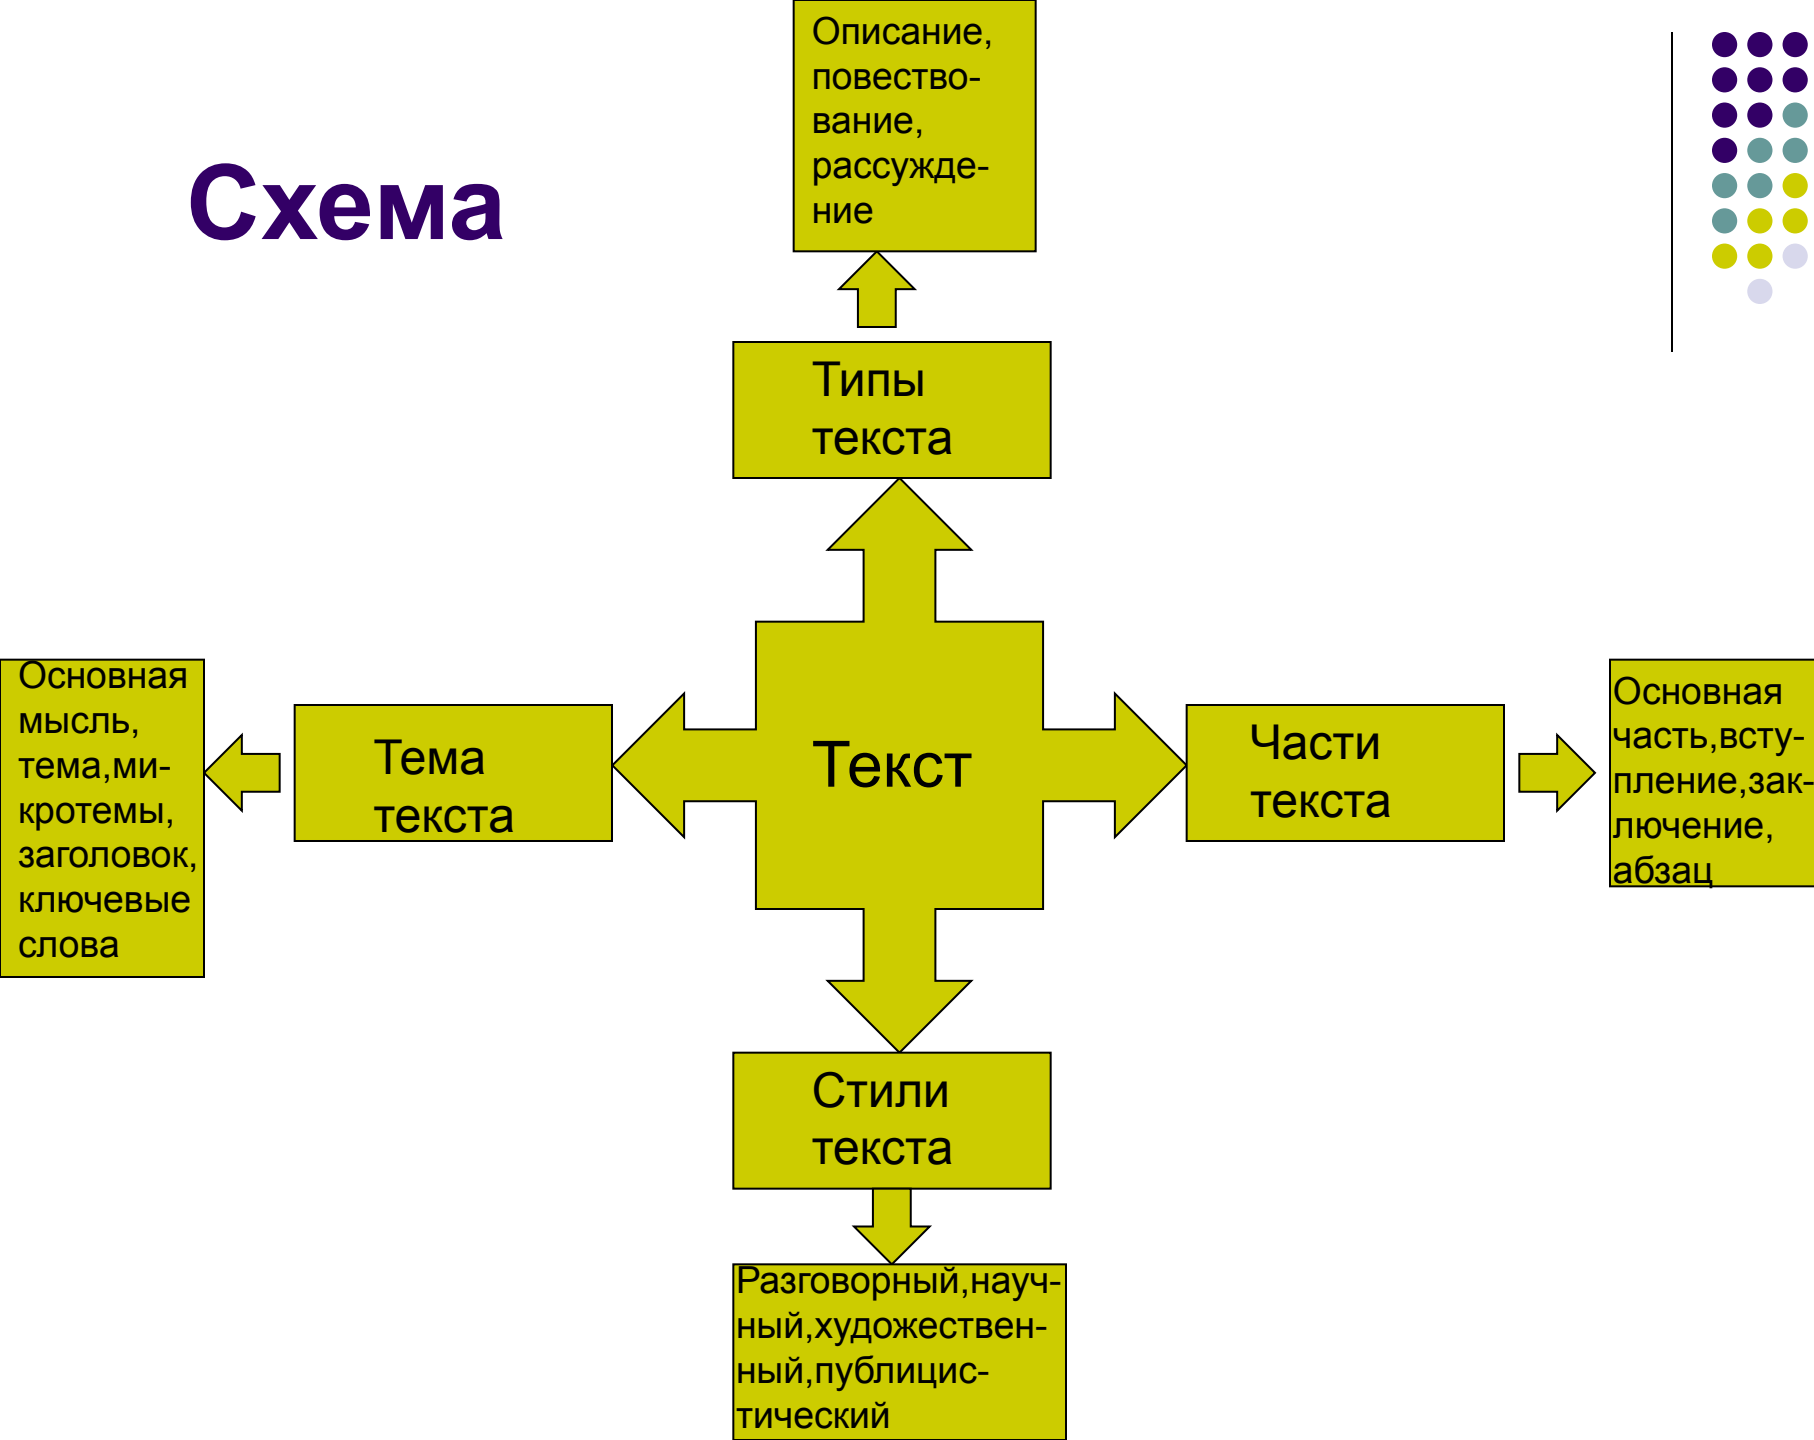 Схема
Описание,
повество-
вание,
рассужде-
ние
Типы
текста
Основная
мысль,
тема,ми-
кротемы,
заголовок,
ключевые
слова
Тема
текста
Текст
Части
текста
Основная
часть,всту-
пление,зак-
лючение,
абзац
Стили
текста
Разговорный,науч-
ный,художествен-
ный,публицис-
тический